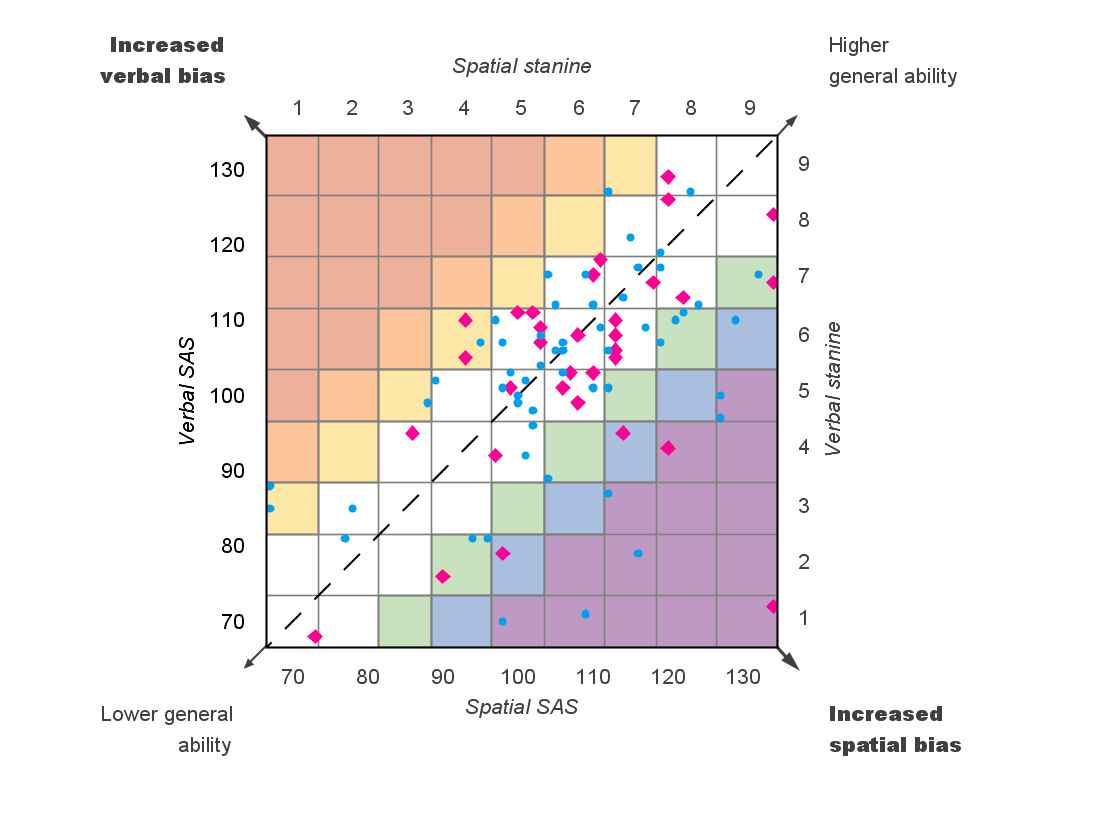 Increased
verbal bias
Spatial stanine
Higher
general ability
1 2 3 4 5 6 7 8 9
130
120
110
100
90
80
70
Verbal SAS
9
8
7
6
5
4
3
2
1
Verbal stanine
70 80 90 100 110 120 130
Spatial SAS
Lower general
ability
Increased
spatial bias